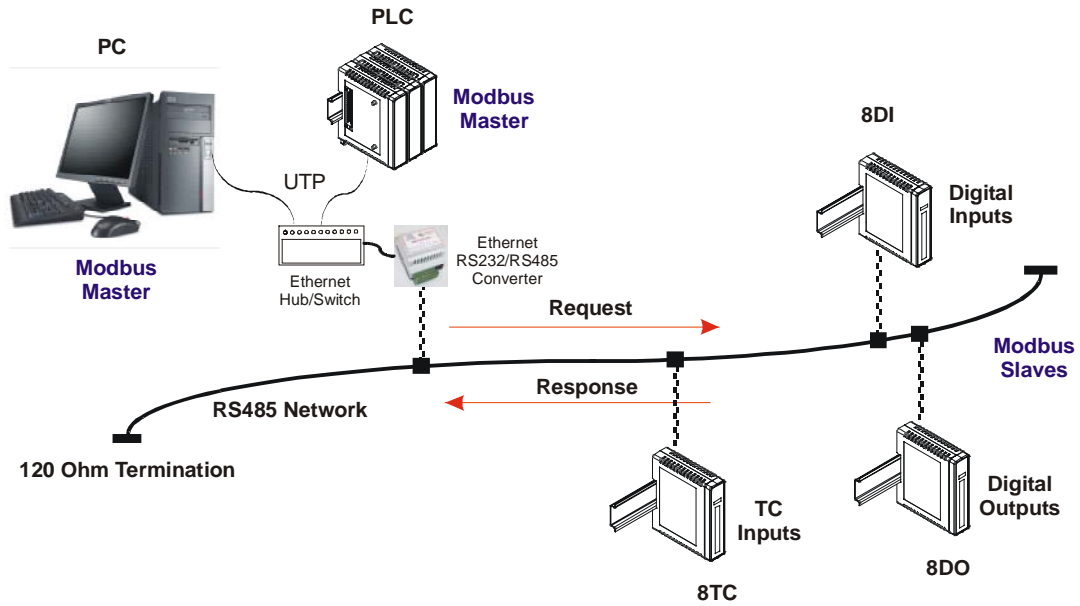 PLC
PC
Modbus
Master
8DI
UTP
Digital
Inputs
Ethernet
RS232/RS485
Converter
Modbus
Master
Ethernet
Hub/Switch
Request
Modbus
Slaves
Response
RS485 Network
120 Ohm Termination
TC
Inputs
Digital
Outputs
8DO
8TC